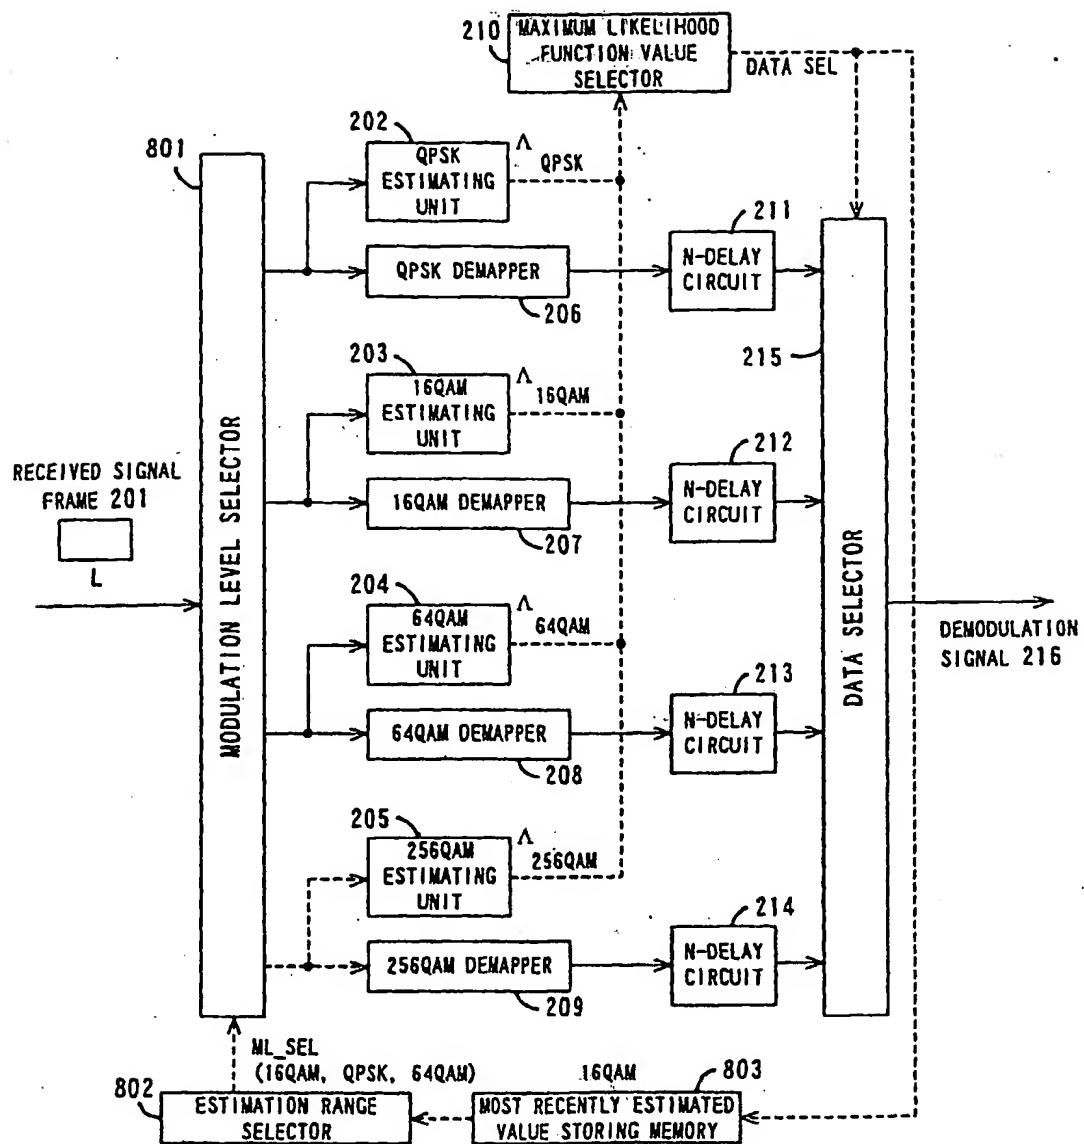 210
MAXIMUM LIKELIHOOD
FUNCTION VALUE
SELECTOR
DATA SEL
801
202
QPSK
ESTIMATING
UNIT
Λ
QPSK
211
N-DELAY
CIRCUIT
QPSK DEMAPPER
206
203
16QAM
ESTIMATING
UNIT
Λ
16QAM
215
212
N-DELAY
CIRCUIT
16QAM DEMAPPER
207
RECEIVED SIGNAL
FRAME 201
L
MODULATION LEVEL SELECTOR
204
64QAM
ESTIMATING
UNIT
Λ
64QAM
DATA SELECTOR
DEMODULATION
SIGNAL 216
213
N-DELAY
CIRCUIT
64QAM DEMAPPER
208
205
256QAM
ESTIMATING
UNIT
Λ
256QAM
214
N-DELAY
CIRCUIT
256QAM DEMAPPER
209
ML_SEL
(16QAM, QPSK, 64QAM)
16QAM
803
802
ESTIMATION RANGE
SELECTOR
MOST RECENTLY ESTIMATED
VALUE STORING MEMORY